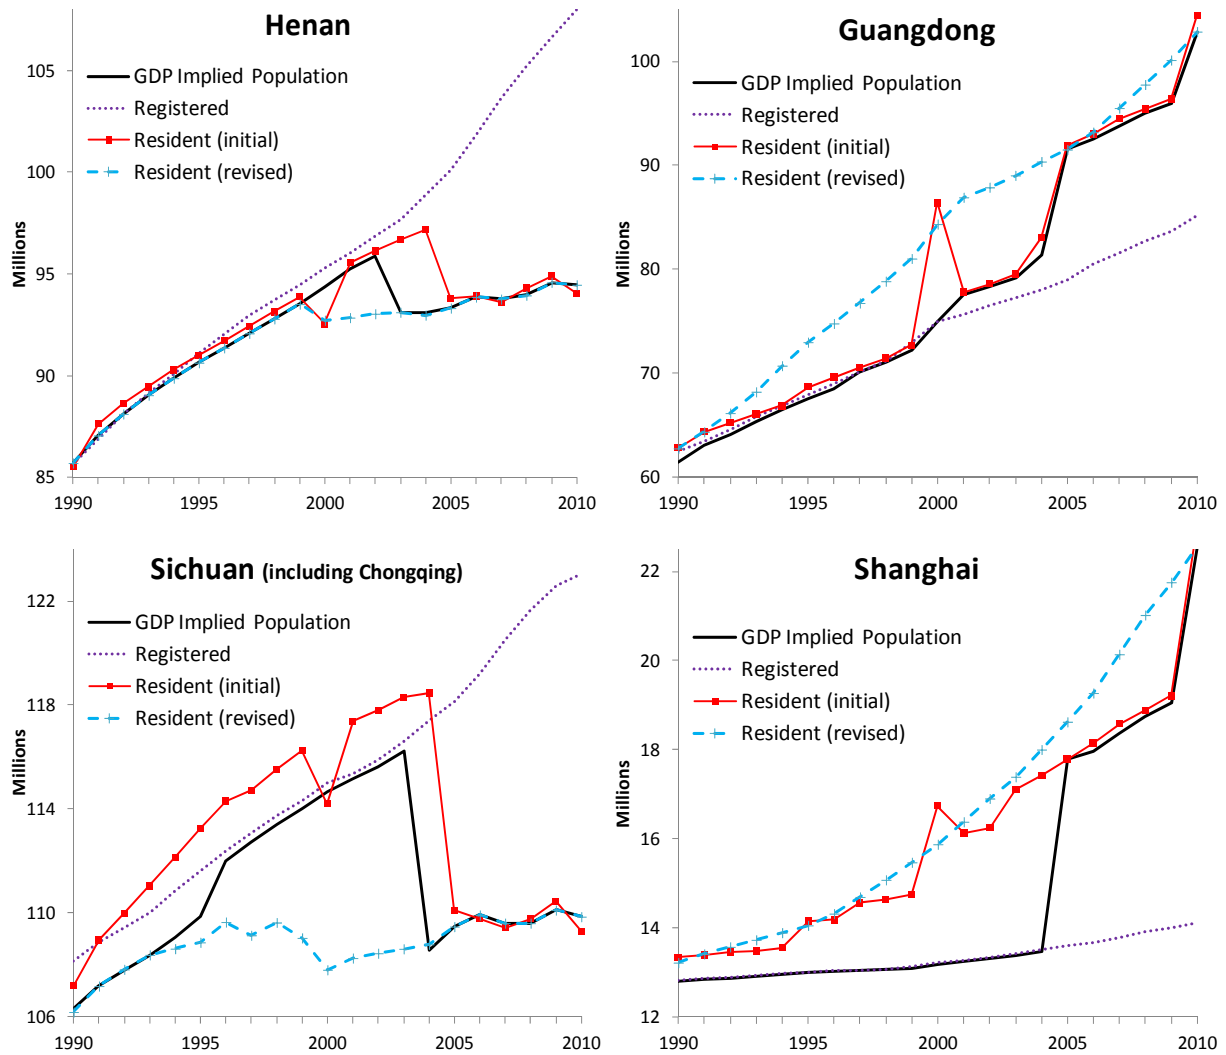 Henan
GDP Implied Population
Registered
Resident (initial)
Resident (revised)
Millions
105
100
95
90
85
1990
1995
2000
2005
2010
Guangdong
GDP Implied Population
Registered
Resident (initial)
Resident (revised)
Millions
100
90
80
70
60
1990
1995
2000
2005
2010
Sichuan (including Chongqing)
GDP Implied Population
Registered
Resident (initial)
Resident (revised)
Millions
122
118
114
110
106
1990
1995
2000
2005
2010
Shanghai
GDP Implied Population
Registered
Resident (initial)
Resident (revised)
Millions
22
20
18
16
14
12
1990
1995
2000
2005
2010